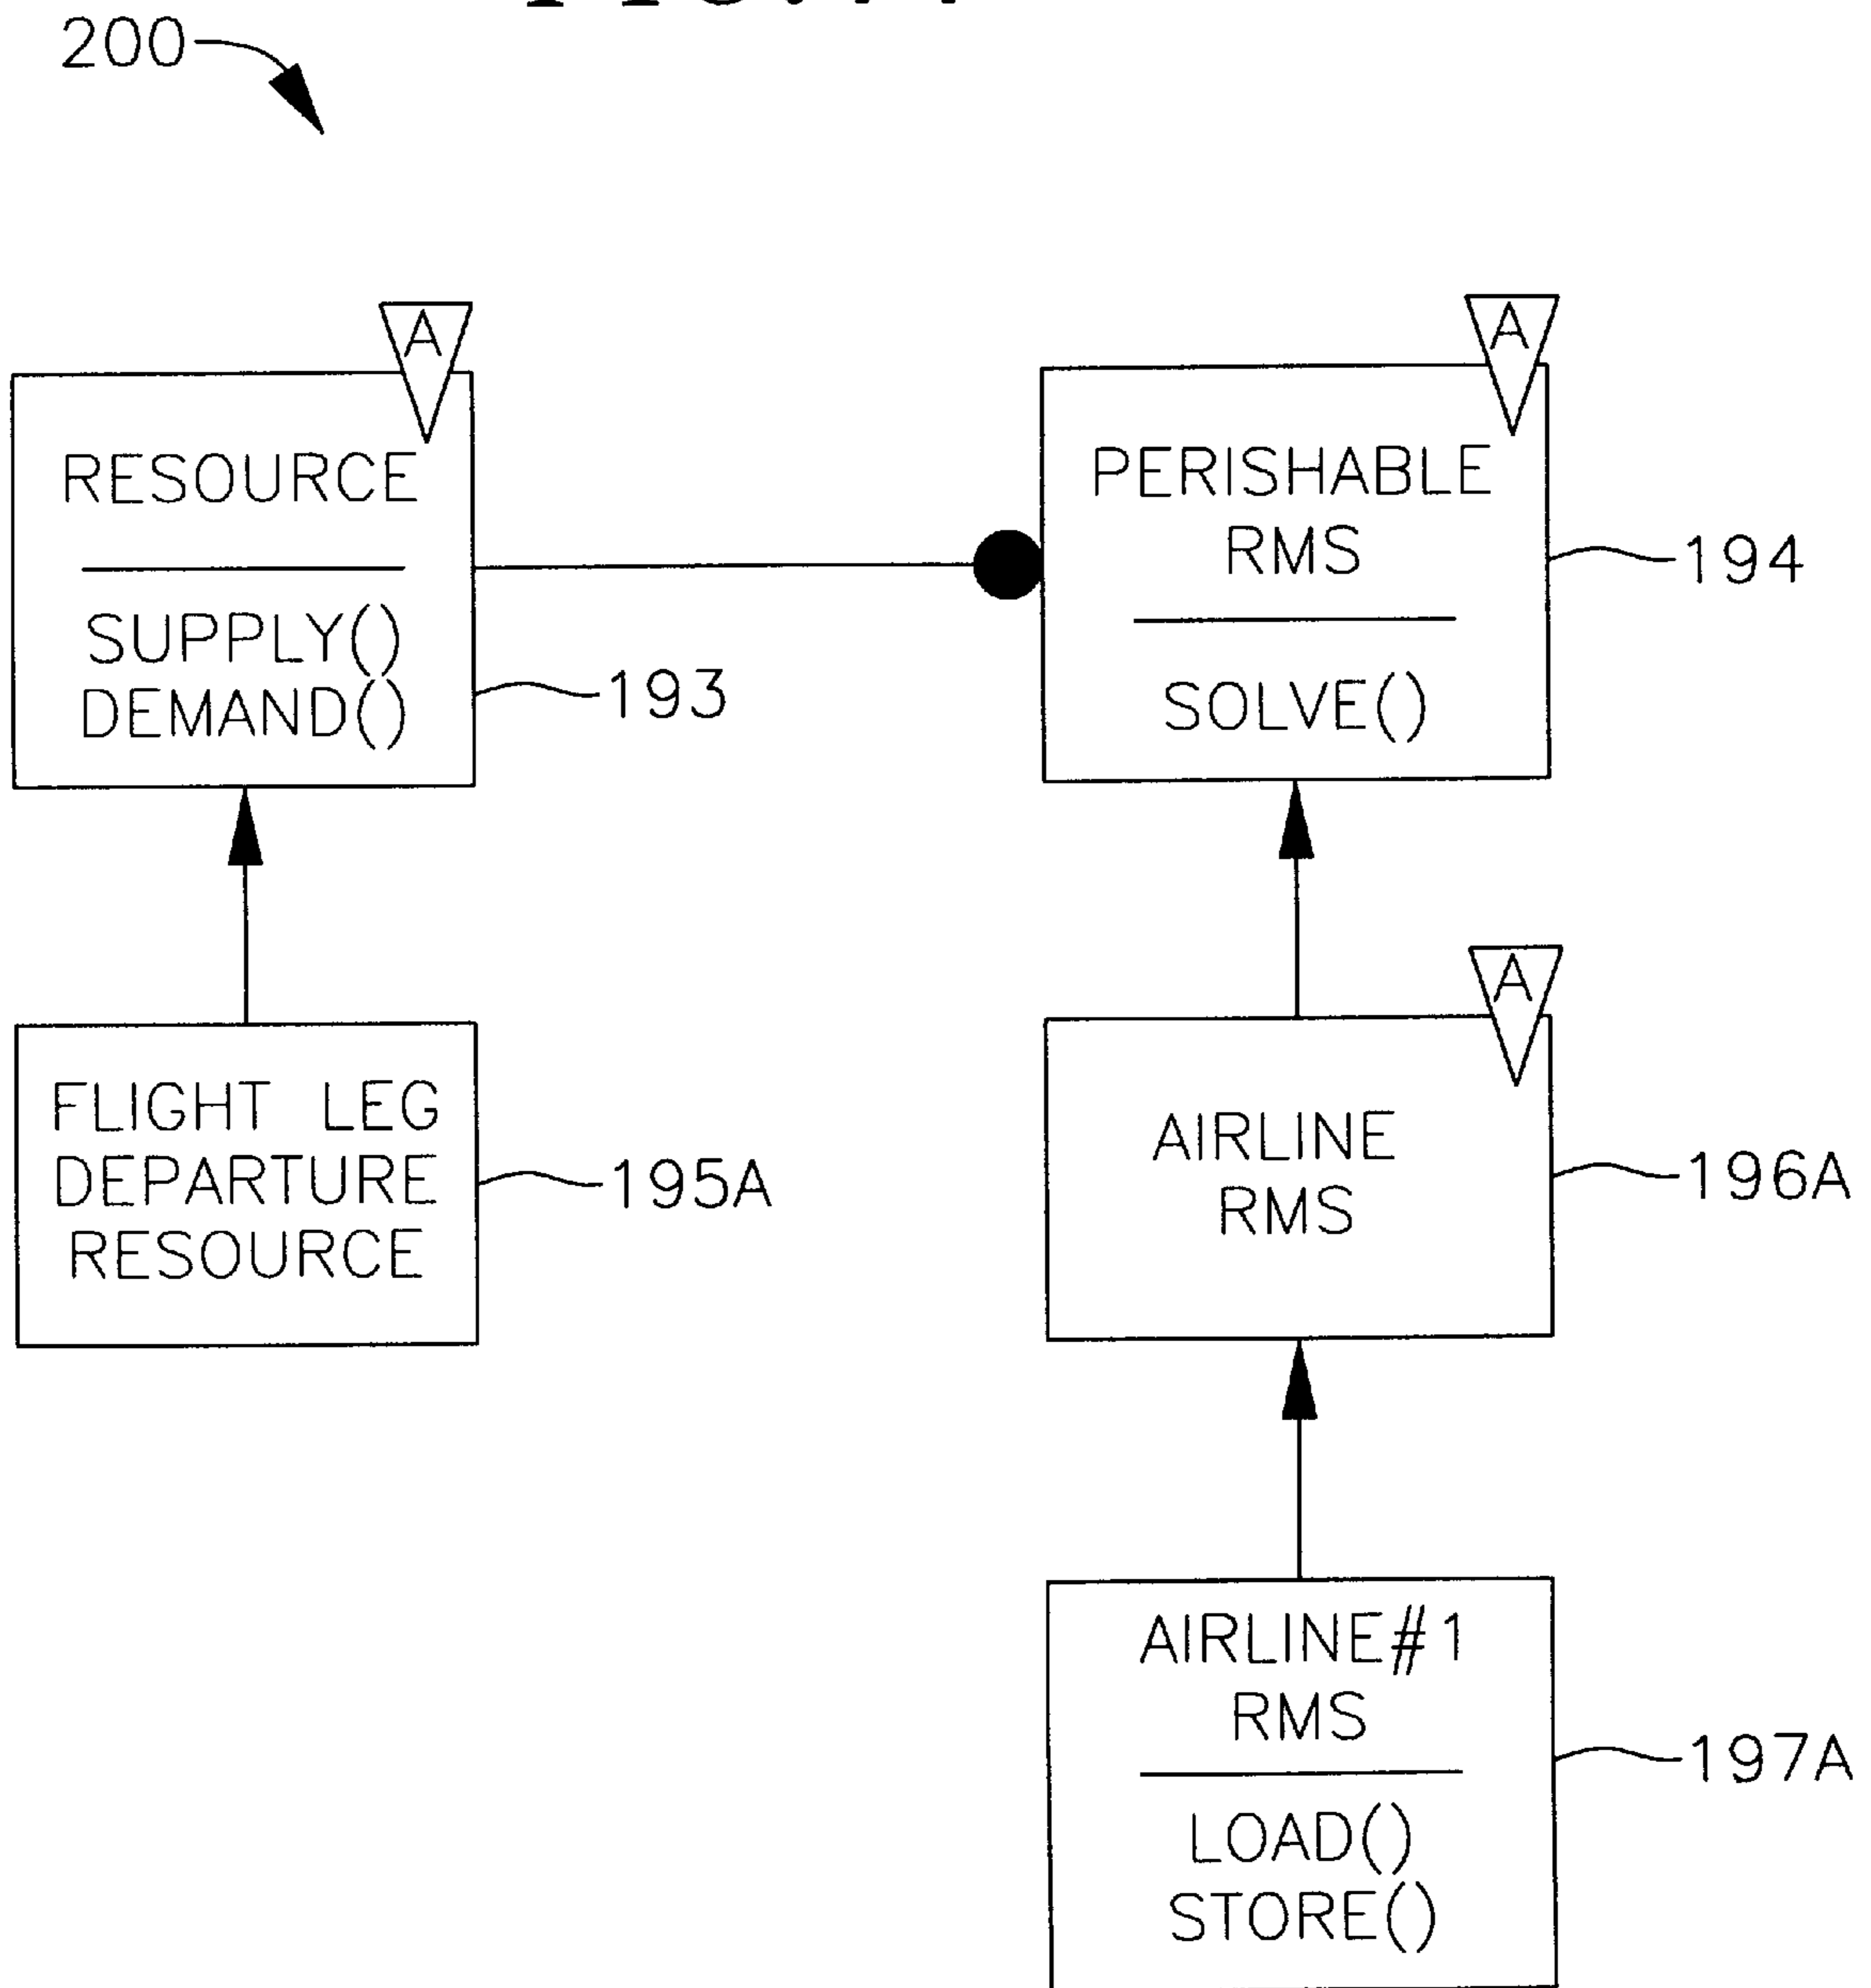 200
A
RESOURCE
SUPPLY()
DEMAND()
193
A
PERISHABLE
RMS
SOLVE()
194
FLIGHT LEG
DEPARTURE
RESOURCE
195A
A
AIRLINE
RMS
196A
AIRLINE#1
RMS
LOAD()
STORE()
197A